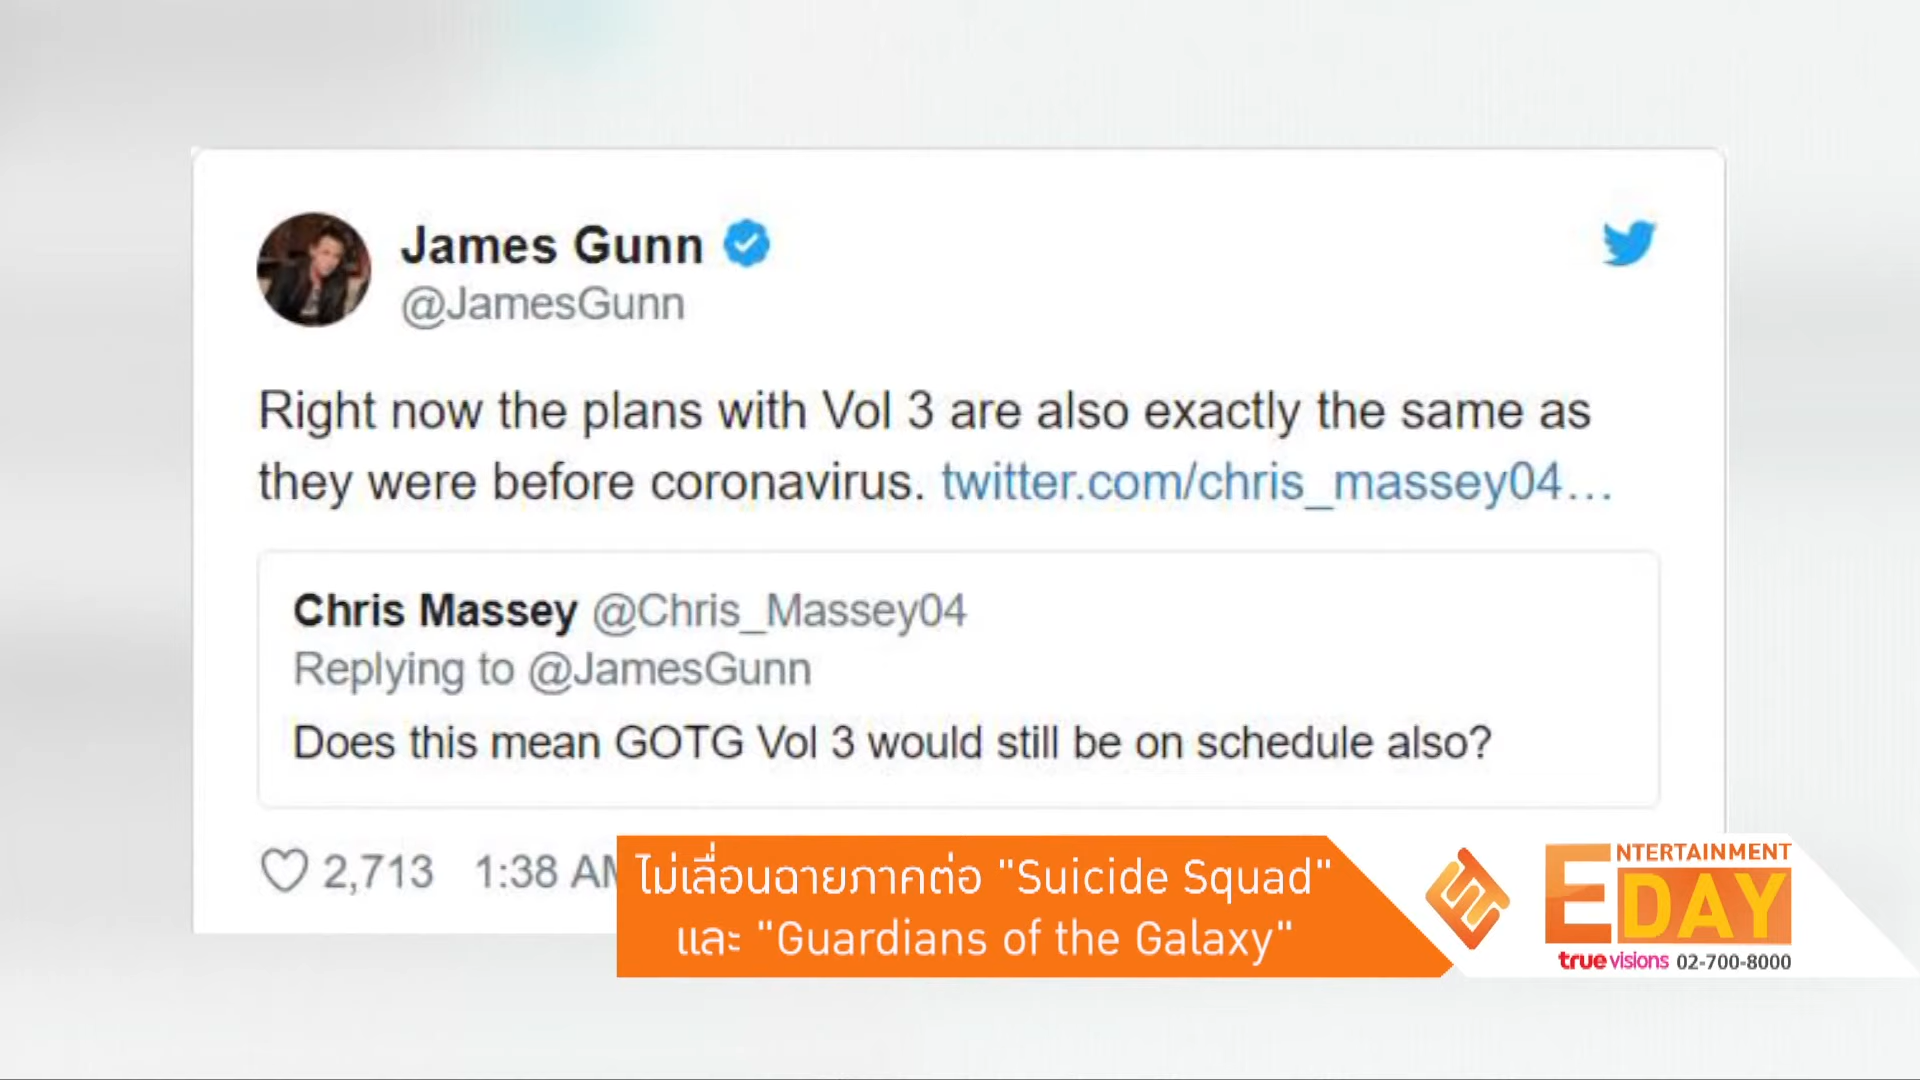 James Gunn
@JamesGunn
Right now the plans with Vol 3 are also exactly the same as
they were before coronavirus. twitter.com/chris_massey04…
Chris Massey @Chris_Massey04
Replying to @JamesGunn
Does this mean GOTG Vol 3 would still be on schedule also?
2,713 1:38 AM
ไม่เลื่อนฉายภาคต่อ "Suicide Squad"
และ "Guardians of the Galaxy"
ENTERTAINMENT
DAY
truevisions 02-700-8000